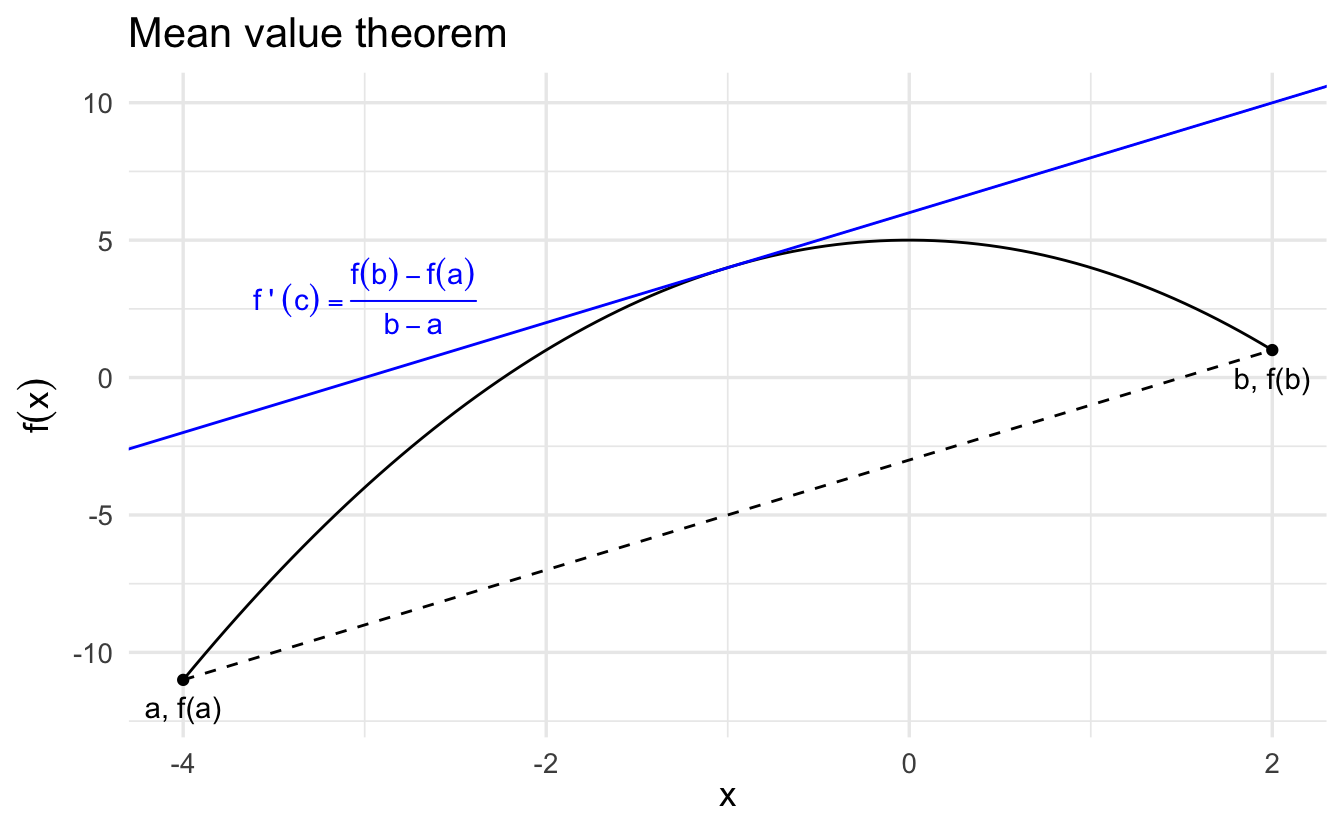 Mean value theorem
10
5
0
-5
-10
f(x)
f ' (c) = f(b) − f(a)
b − a
b, f(b)
a, f(a)
-4 -2 0 2
x